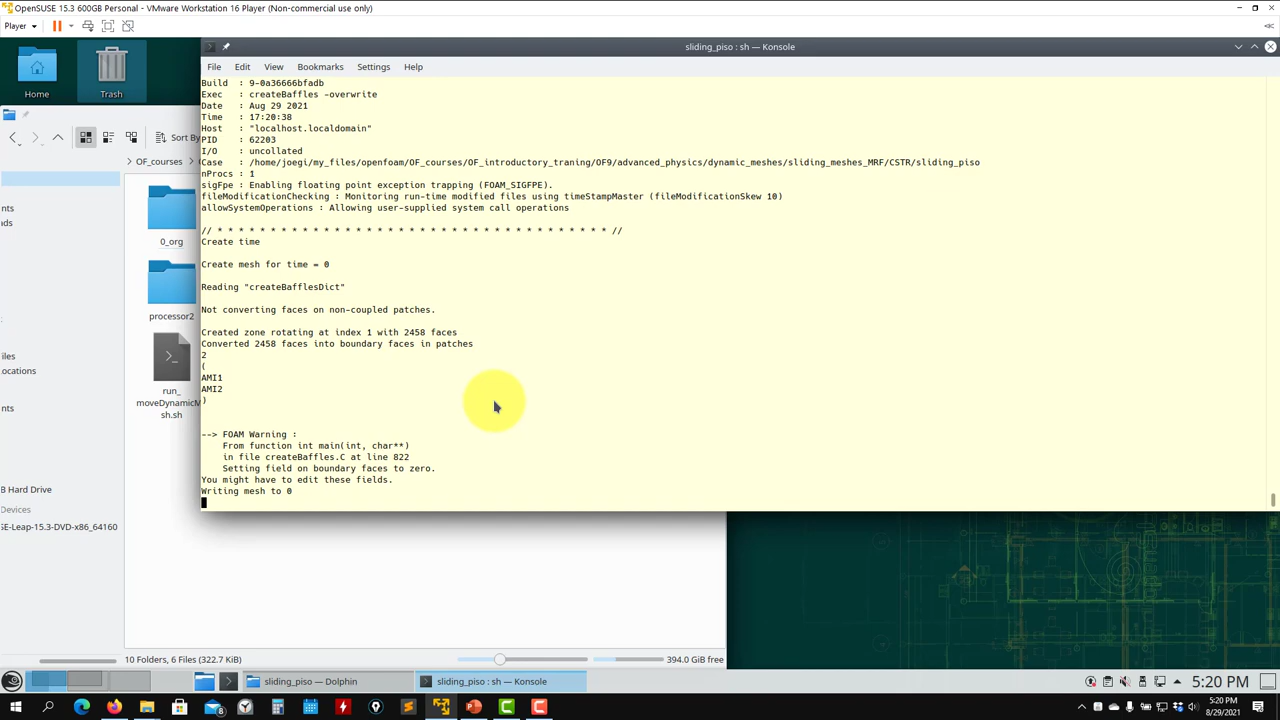 OpenSUSE 15.3 600GB Personal - VMware Workstation 16 Player (Non-commercial use only)
Player
sliding_piso : sh — Konsole
File Edit View Bookmarks Settings Help
Home
Trash
Sort By
OF_courses
nts
ads
iles
ocations
nts
B Hard Drive
Devices
SE-Leap-15.3-DVD-x86_64160
0_org
processor2
run_
moveDynamicM
sh.sh
Build : 9-0a36666bfadb
Exec : createBaffles -overwrite
Date : Aug 29 2021
Time : 17:20:38
Host : "localhost.localdomain"
PID : 62203
I/O : uncollated
Case : /home/joegi/my_files/openfoam/OF_courses/OF_introductory_traning/OF9/advanced_physics/dynamic_meshes/sliding_meshes_MRF/CSTR/sliding_piso
nProcs : 1
sigFpe : Enabling floating point exception trapping (FOAM_SIGFPE).
fileModificationChecking : Monitoring run-time modified files using timeStampMaster (fileModificationSkew 10)
allowSystemOperations : Allowing user-supplied system call operations
// * * * * * * * * * * * * * * * * * * * * * * * * * * * * * * * * * * * * * //
Create time
Create mesh for time = 0
Reading "createBafflesDict"
Not converting faces on non-coupled patches.
Created zone rotating at index 1 with 2458 faces
Converted 2458 faces into boundary faces in patches
2
(
AMI1
AMI2
)
--> FOAM Warning :
From function int main(int, char**)
in file createBaffles.C at line 822
Setting field on boundary faces to zero.
You might have to edit these fields.
Writing mesh to 0
10 Folders, 6 Files (322.7 KiB)
394.0 GiB free
sliding_piso — Dolphin
sliding_piso : sh — Konsole
5:20 PM
5:20 PM
8/29/2021